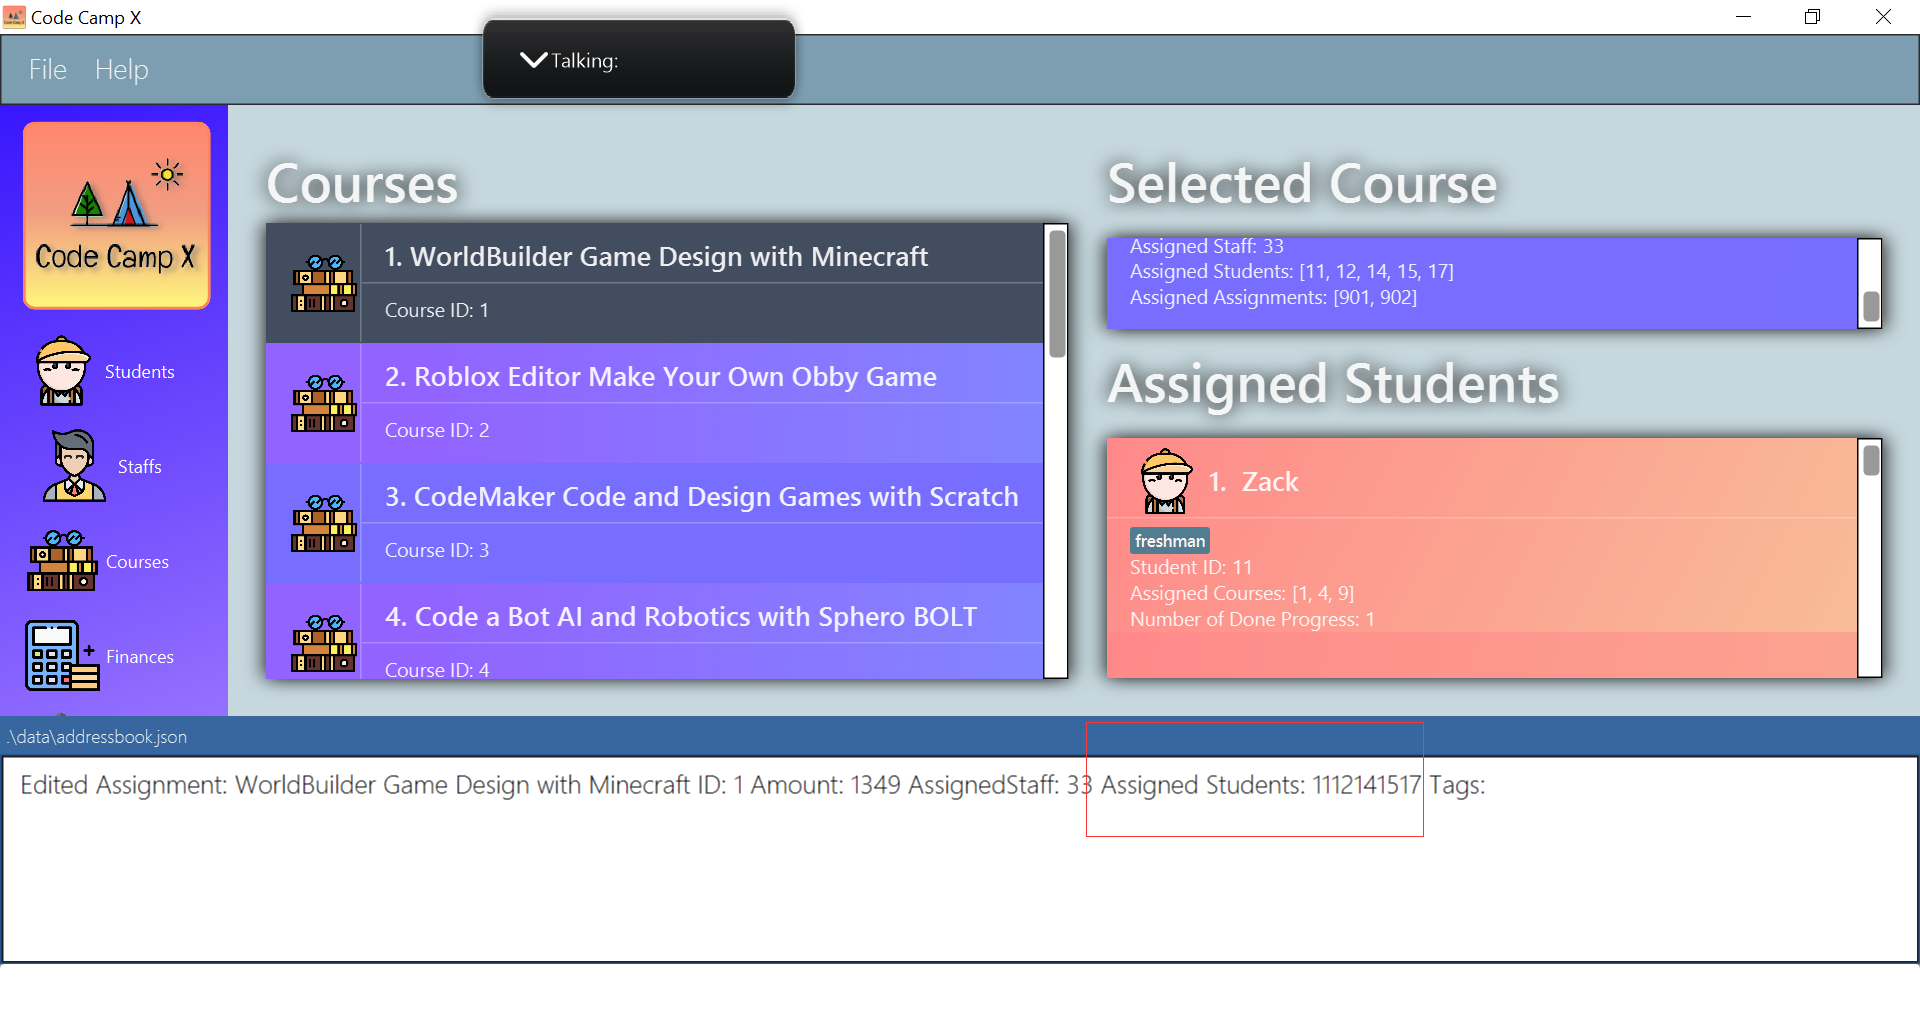 Code Camp X
File Help
Talking:
Code Camp X
Students
Staffs
Courses
Finances
Courses
1. WorldBuilder Game Design with Minecraft
Course ID: 1
2. Roblox Editor Make Your Own Obby Game
Course ID: 2
3. CodeMaker Code and Design Games with Scratch
Course ID: 3
4. Code a Bot AI and Robotics with Sphero BOLT
Course ID: 4
Selected Course
Assigned Staff: 33
Assigned Students: [11, 12, 14, 15, 17]
Assigned Assignments: [901, 902]
Assigned Students
1. Zack
freshman
Student ID: 11
Assigned Courses: [1, 4, 9]
Number of Done Progress: 1
.\data\addressbook.json
Edited Assignment: WorldBuilder Game Design with Minecraft ID: 1 Amount: 1349 AssignedStaff: 33 Assigned Students: 1112141517 Tags: